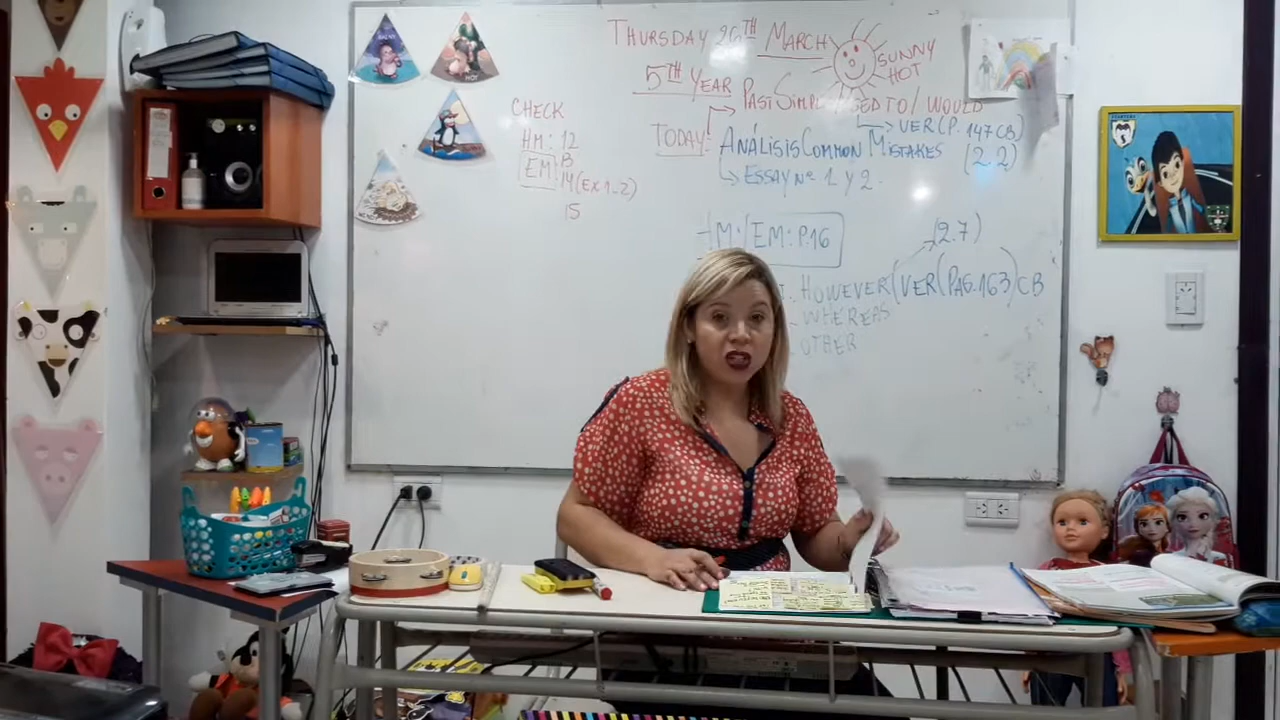 THURSDAY 26TH MARCH
SUNNY
HOT
5TH YEAR
PAST SIMPLE USED TO / WOULD
VER (P. 147 CB)
(2.2)
TODAY: ANÁLISIS COMMON MISTAKES
ESSAY Nº 1 Y 2.
CHECK
HM: 12
EM 13
14 (EX 1-2)
15
HM: EM: P.16
(2.7)
HOWEVER (VER (PAG. 163) CB
WHEREAS
OTHER
HOT